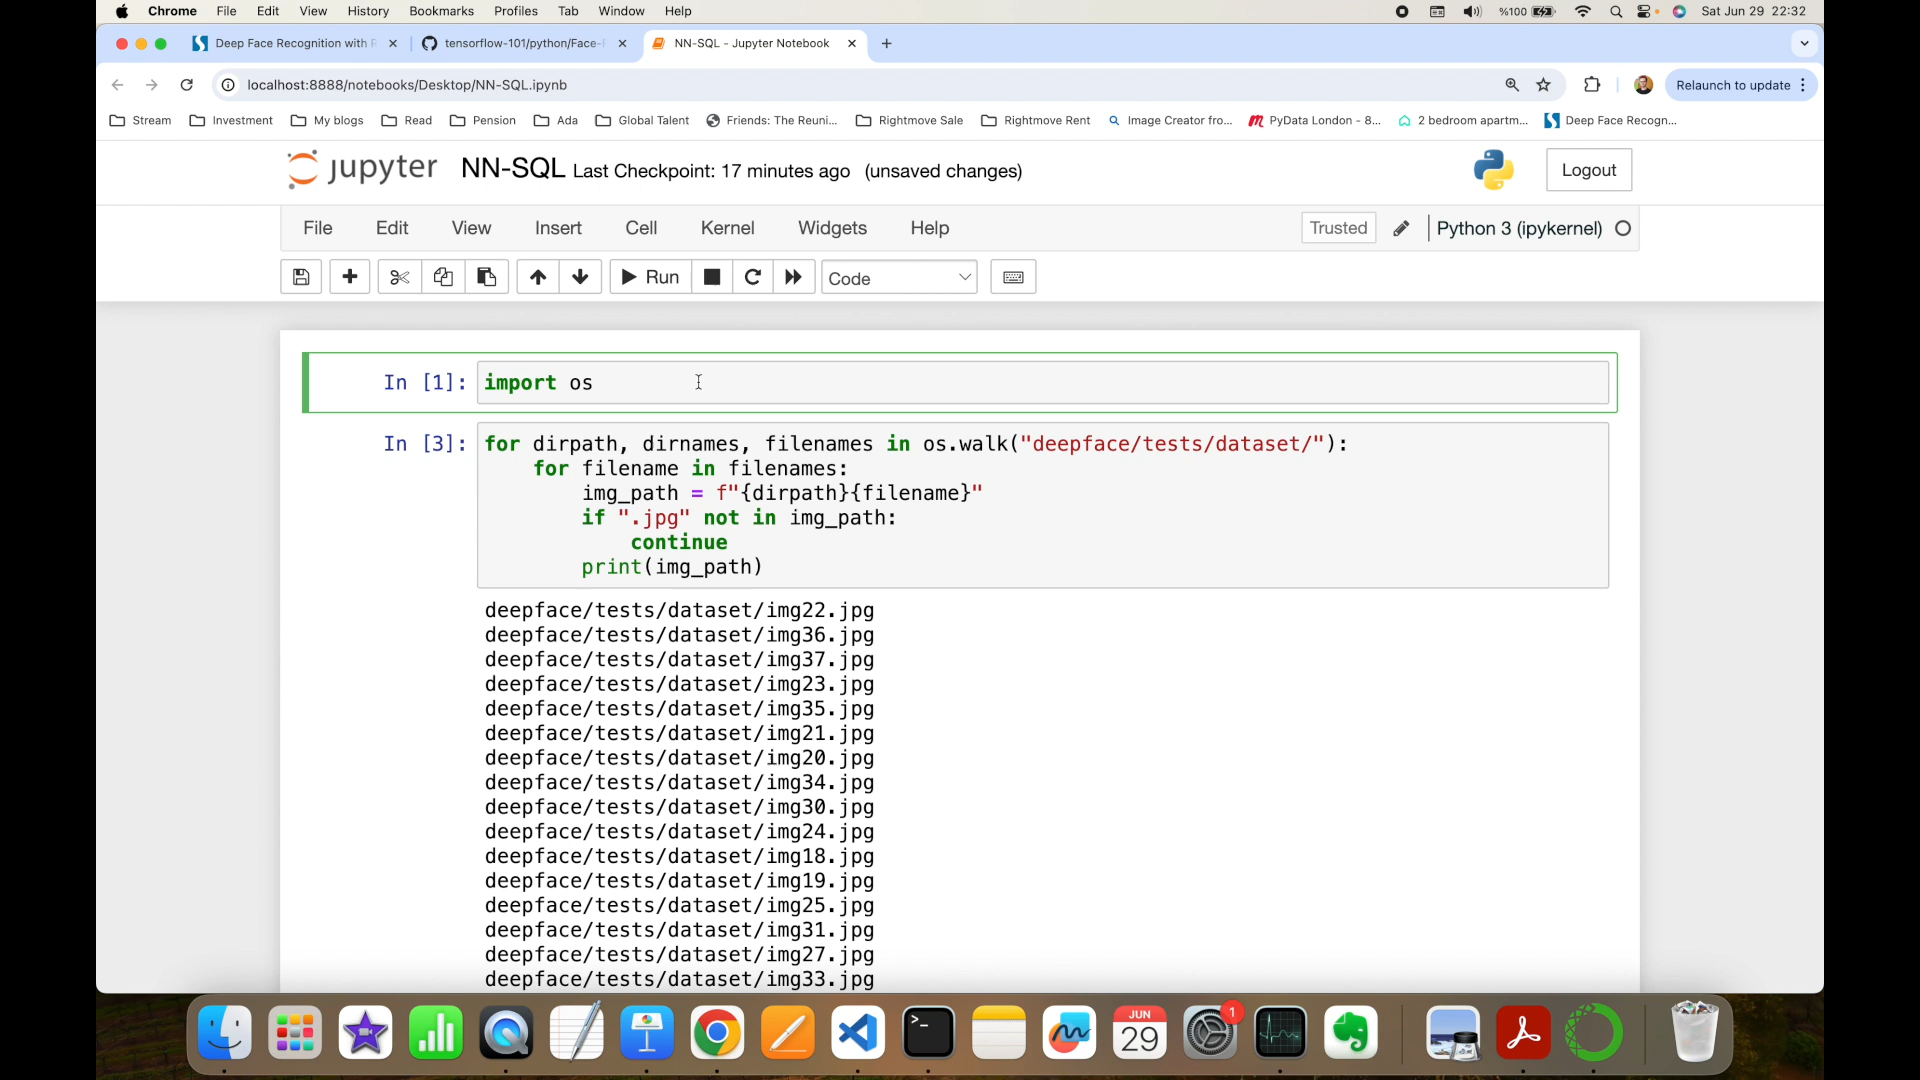 Chrome File Edit View History Bookmarks Profiles Tab Window Help %100 Sat Jun 29 22:32
Deep Face Recognition with tensorflow-101/python/Face- NN-SQL - Jupyter Notebook
localhost:8888/notebooks/Desktop/NN-SQL.ipynb Relaunch to update
Stream Investment My blogs Read Pension Ada Global Talent Friends: The Reuni... Rightmove Sale Rightmove Rent Image Creator fro... PyData London - 8... 2 bedroom apartm... Deep Face Recogn...
jupyter NN-SQL Last Checkpoint: 17 minutes ago (unsaved changes) Logout
File Edit View Insert Cell Kernel Widgets Help Trusted Python 3 (ipykernel)
Run Code
In [1]: import os
In [3]: for dirpath, dirnames, filenames in os.walk("deepface/tests/dataset/"):
for filename in filenames:
img_path = f"{dirpath}{filename}"
if ".jpg" not in img_path:
continue
print(img_path)
deepface/tests/dataset/img22.jpg
deepface/tests/dataset/img36.jpg
deepface/tests/dataset/img37.jpg
deepface/tests/dataset/img23.jpg
deepface/tests/dataset/img35.jpg
deepface/tests/dataset/img21.jpg
deepface/tests/dataset/img20.jpg
deepface/tests/dataset/img34.jpg
deepface/tests/dataset/img30.jpg
deepface/tests/dataset/img24.jpg
deepface/tests/dataset/img18.jpg
deepface/tests/dataset/img19.jpg
deepface/tests/dataset/img25.jpg
deepface/tests/dataset/img31.jpg
deepface/tests/dataset/img27.jpg
deepface/tests/dataset/img33.jpg
JUN 1
29